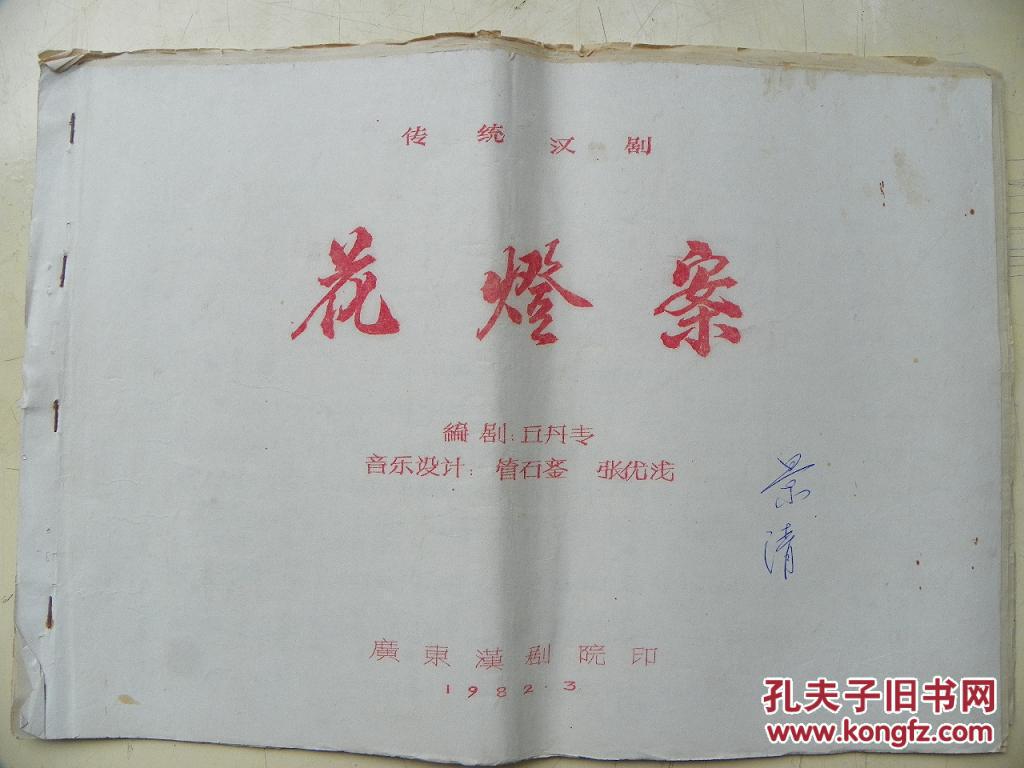 传统汉剧
花燈案
编剧:丘丹专
音乐设计:管石銮 张优浅
景清
廣東漢剧院印
1982.3
孔夫子旧书网
www.kongfz.com